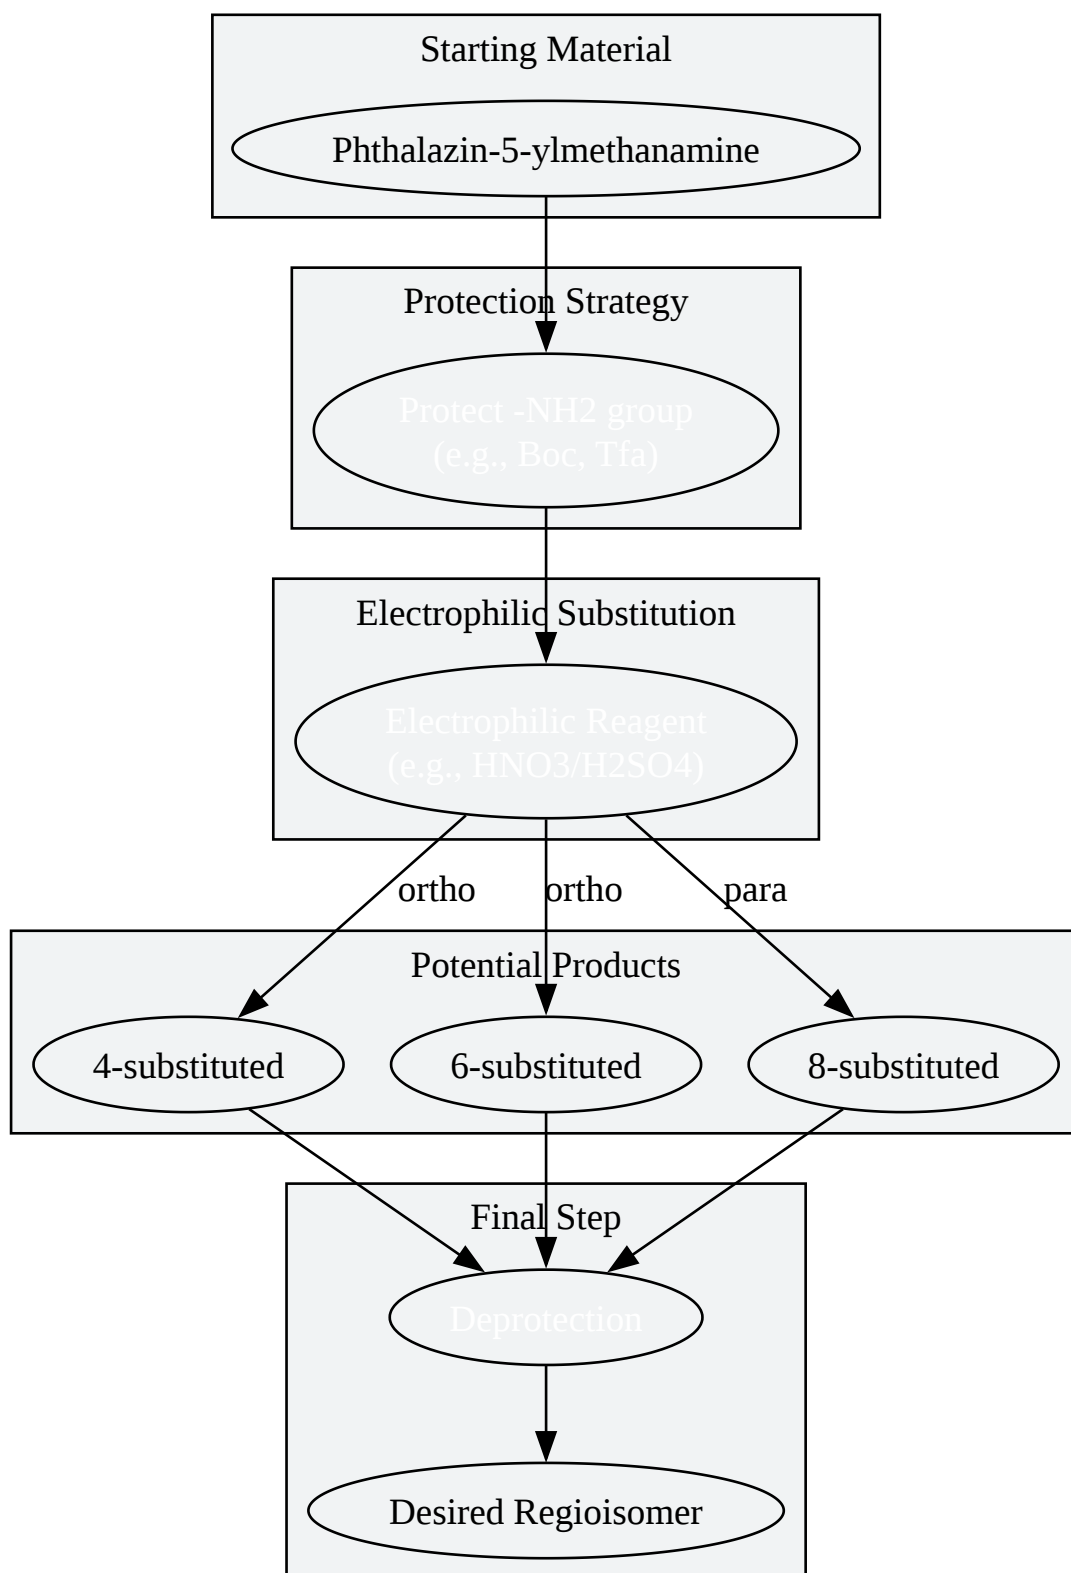 Starting Material
Phthalazin-5-ylmethanamine
Protection Strategy
Protect -NH2 group
(e.g., Boc, Tfa)
Electrophilic Substitution
Electrophilic Reagent
(e.g., HNO3/H2SO4)
ortho
ortho
para
Potential Products
4-substituted
6-substituted
8-substituted
Final Step
Deprotection
Desired Regioisomer